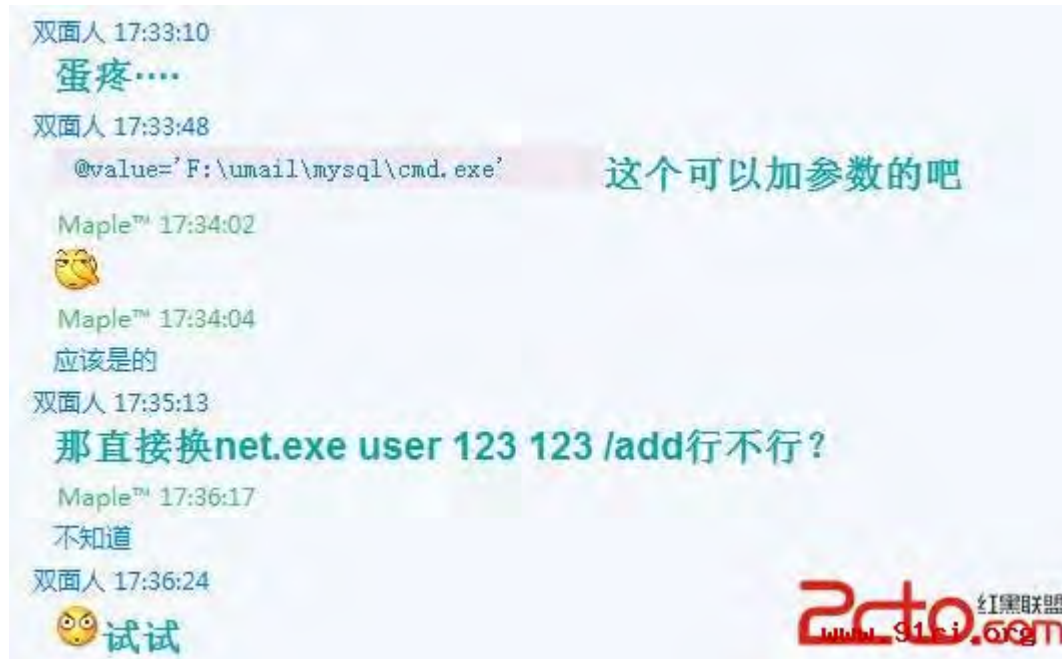 双面人 17:33:10
蛋疼····
双面人 17:33:48
@value='F:\umail\mysql\cmd.exe' 这个可以加参数的吧
Maple™ 17:34:02
Maple™ 17:34:04
应该是的
双面人 17:35:13
那直接换net.exe user 123 123 /add行不行？
Maple™ 17:36:17
不知道
双面人 17:36:24
试试
2cto.com 红黑联盟
www.91ri.org